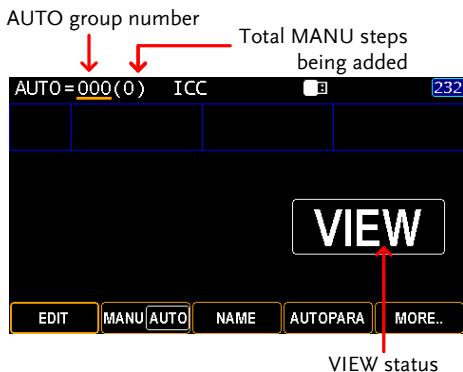 AUTO group number
Total MANU steps
being added
AUTO=000(0) ICC 232
VIEW
EDIT MANU AUTO NAME AUTOPARA MORE..
VIEW status